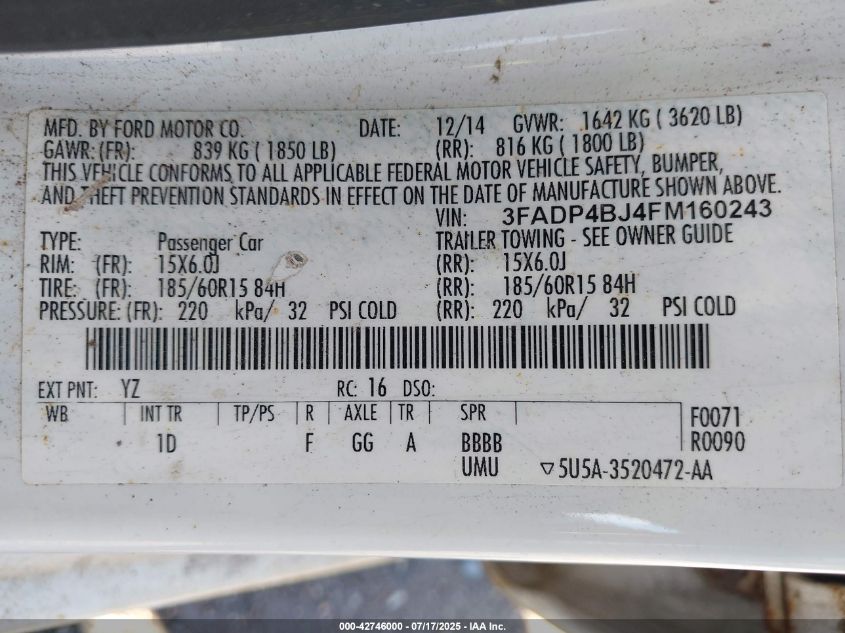 MFD. BY FORD MOTOR CO. DATE: 12/14 GVWR: 1642 KG ( 3620 LB)
GAWR: (FR): 839 KG ( 1850 LB) (RR): 816 KG ( 1800 LB)
THIS VEHICLE CONFORMS TO ALL APPLICABLE FEDERAL MOTOR VEHICLE SAFETY, BUMPER,
AND THEFT PREVENTION STANDARDS IN EFFECT ON THE DATE OF MANUFACTURE SHOWN ABOVE.
VIN: 3FADP4BJ4FM160243
TYPE: Passenger Car TRAILER TOWING - SEE OWNER GUIDE
RIM: (FR): 15X6.0J (RR): 15X6.0J
TIRE: (FR): 185/60R15 84H (RR): 185/60R15 84H
PRESSURE: (FR): 220 kPa/ 32 PSI COLD (RR): 220 kPa/ 32 PSI COLD
EXT PNT: YZ RC: 16 DSO:
WB INT TR TP/PS R AXLE TR SPR F0071
1D F GG A BBBB R0090
UMU ▽5U5A-3520472-AA
000-42746000 - 07/17/2025 - IAA Inc.